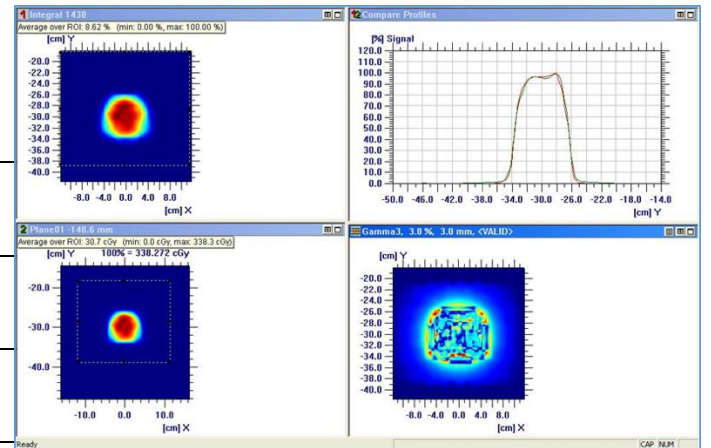 1 Integral 1430
Average over ROI: 8.62 % (min: 0.00 %, max: 100.00 %)
[cm] Y
-20.0
-22.0
-24.0
-26.0
-28.0
-30.0
-32.0
-34.0
-36.0
-38.0
-40.0
-8.0 -4.0 0.0 4.0 8.0
[cm] X
12 Compare Profiles
[%] Signal
120.0
110.0
100.0
90.0
80.0
70.0
60.0
50.0
40.0
30.0
20.0
10.0
0.0
-50.0 -46.0 -42.0 -38.0 -34.0 -30.0 -26.0 -22.0 -18.0 -14.0
[cm] Y
2 Plane01 -148.6 mm
Average over ROI: 30.7 cGy (min: 0.0 cGy, max: 338.3 cGy)
[cm] Y 100% = 338.272 cGy
-20.0
-30.0
-40.0
-10.0 0.0 10.0
[cm] X
Gamma3, 3.0 %, 3.0 mm, <VALID>
[cm] Y
-20.0
-22.0
-24.0
-26.0
-28.0
-30.0
-32.0
-34.0
-36.0
-38.0
-40.0
-8.0 -4.0 0.0 4.0 8.0
[cm] X
Ready
CAP NUM